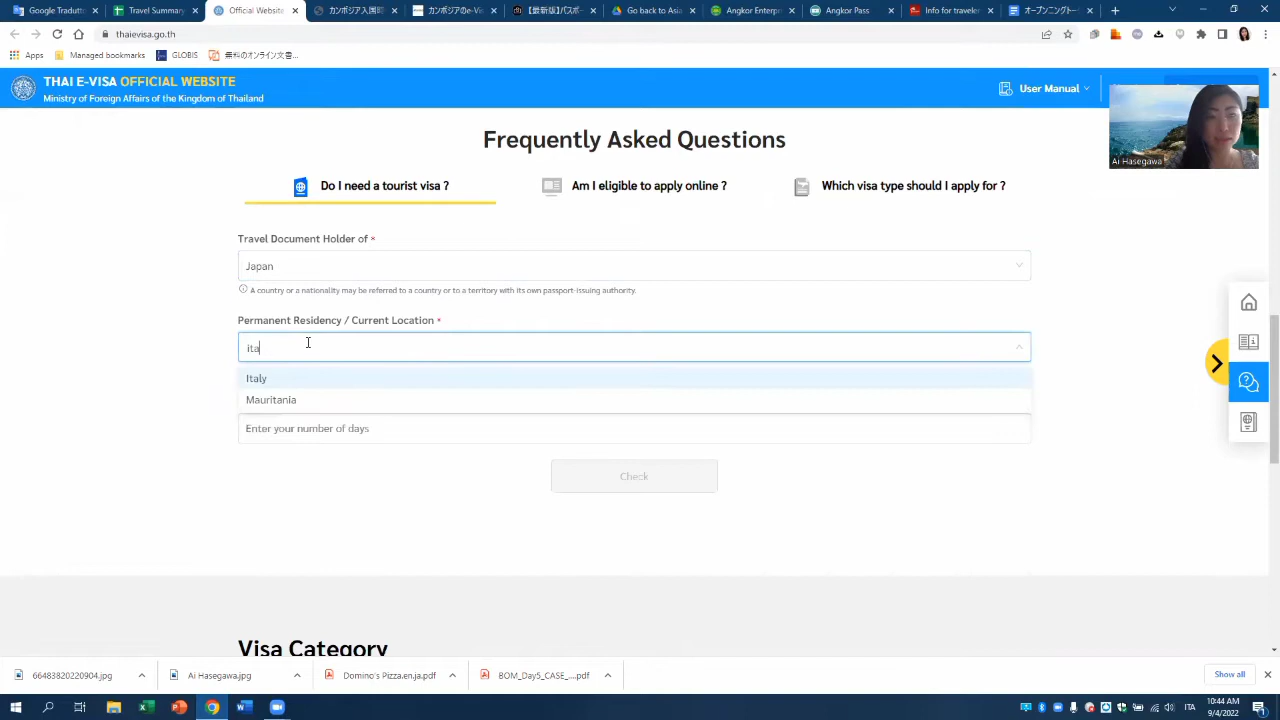 Google Traduttor
Travel Summary
Official Website
カンボジア入国時
カンボジアのe-Vi
【最新版】パスポー
Go back to Asia
Angkor Enterpr
Angkor Pass
Info for travele
オープニングトー
thaievisa.go.th
Apps
Managed bookmarks
GLOBIS
無料のオンライン文書...
THAI E-VISA OFFICIAL WEBSITE
Ministry of Foreign Affairs of the Kingdom of Thailand
User Manual
Ai Hasegawa
Frequently Asked Questions
Do I need a tourist visa ?
Am I eligible to apply online ?
Which visa type should I apply for ?
Travel Document Holder of *
Japan
A country or a nationality may be referred to a country or to a territory with its own passport-issuing authority.
Permanent Residency / Current Location *
ita
Italy
Mauritania
Enter your number of days
Check
Visa Category
66483820220904.jpg
Ai Hasegawa.jpg
Domino's Pizza.en.ja.pdf
BOM_Day5_CASE_....pdf
Show all
ITA
10:44 AM
9/4/2022